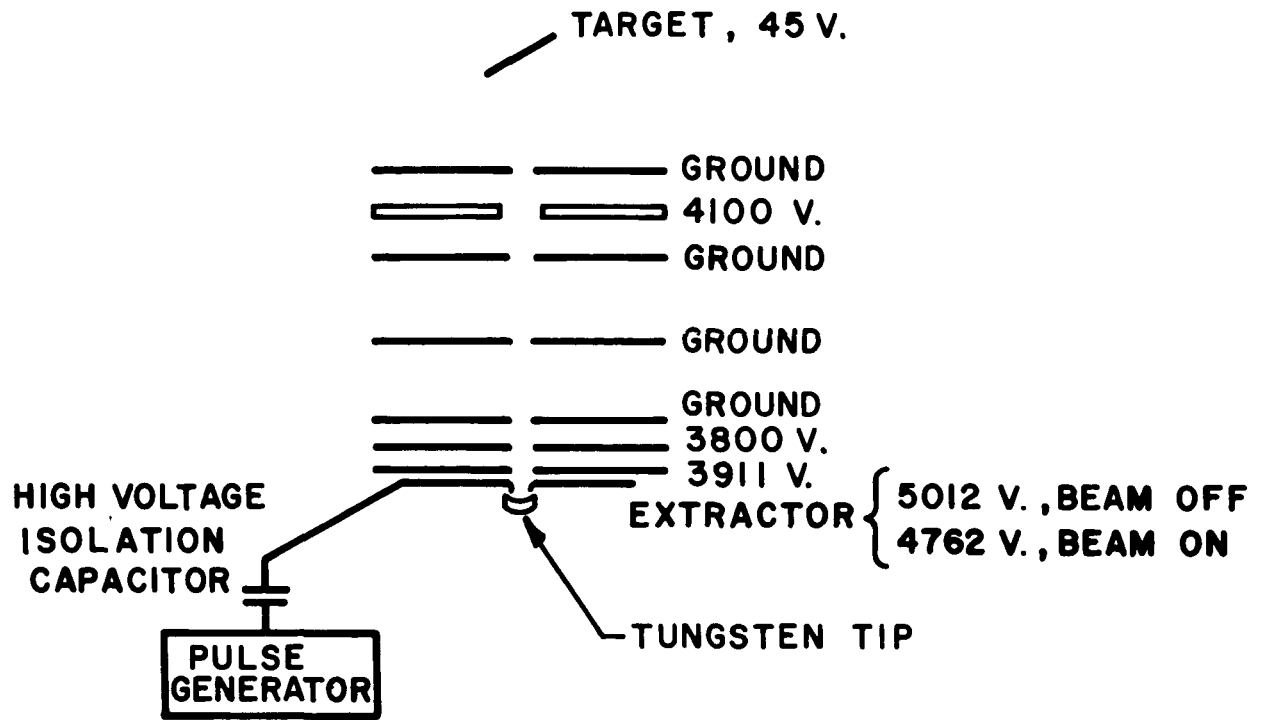 TARGET, 45 V.
GROUND
4100 V.
GROUND
GROUND
GROUND
3800 V.
3911 V.
EXTRACTOR
5012 V., BEAM OFF
4762 V., BEAM ON
HIGH VOLTAGE
ISOLATION
CAPACITOR
TUNGSTEN TIP
PULSE
GENERATOR